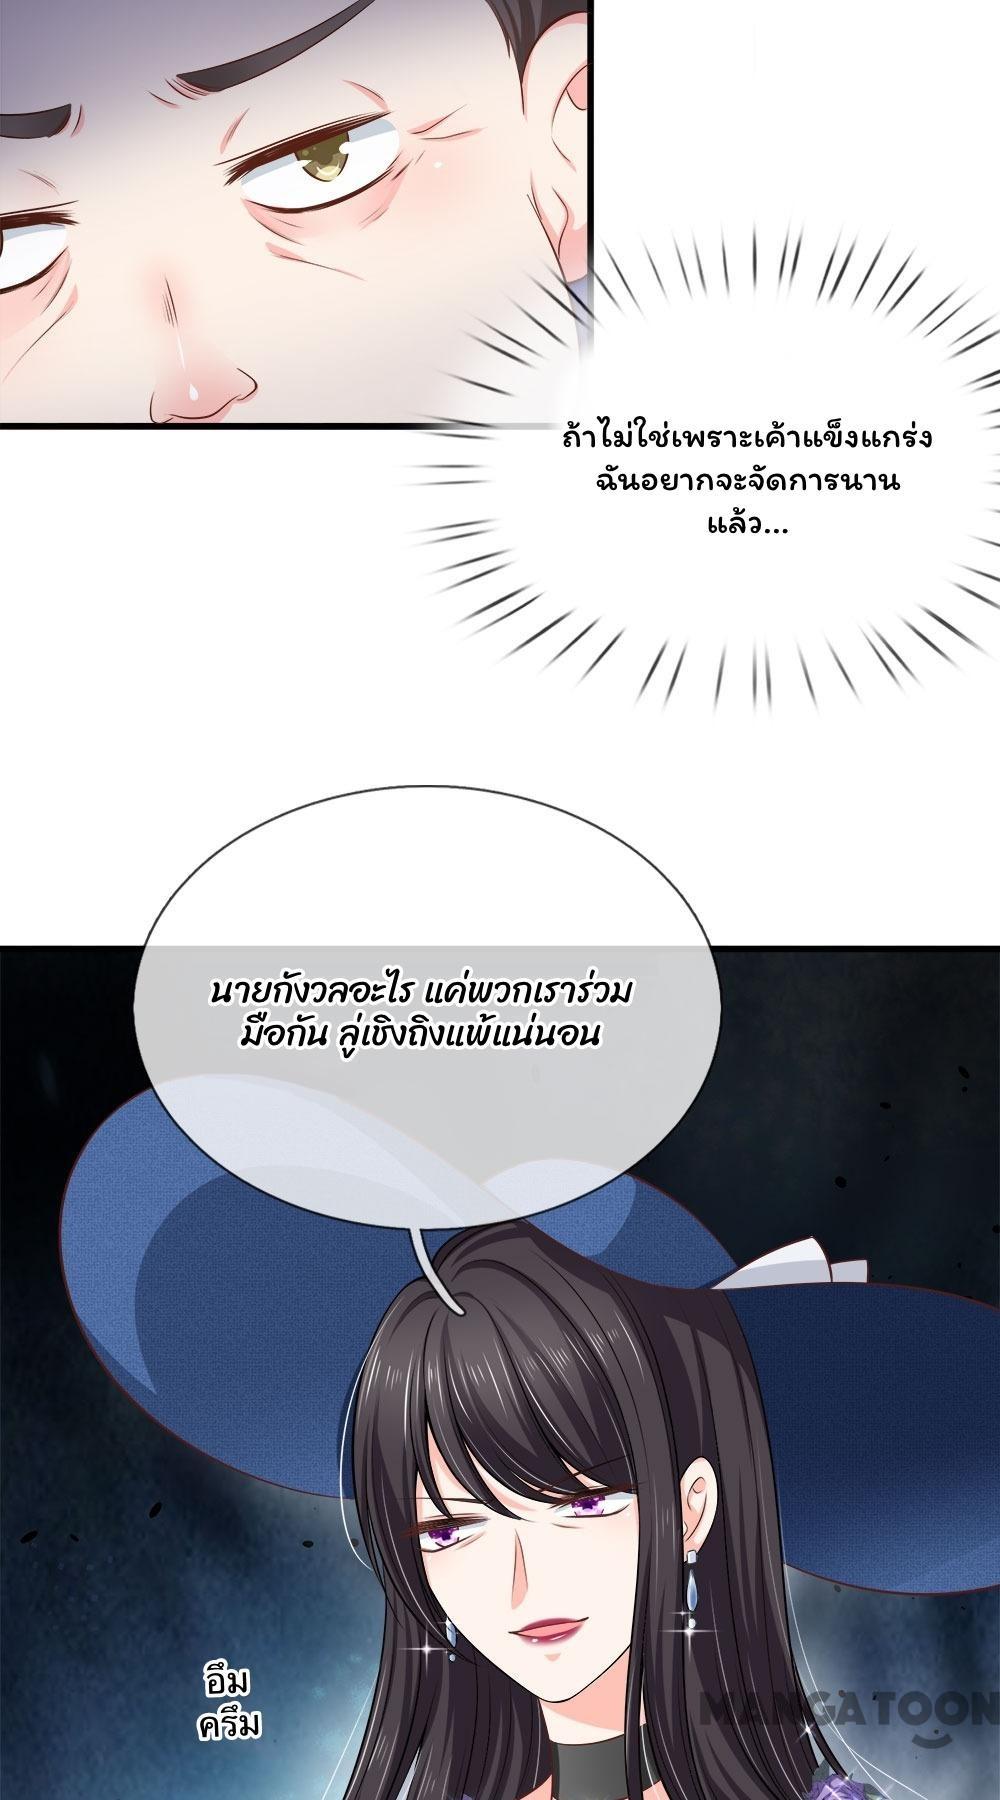 ถ้าไม่ใช่เพราะเค้าแข็งแกร่ง
ฉันอยากจะจัดการนาน
แล้ว...
นายกังวลอะไร แค่พวกเราร่วม
มือกัน ลู่เชิงถิงแพ้แน่นอน
อึม
ครึม
MANGATOON